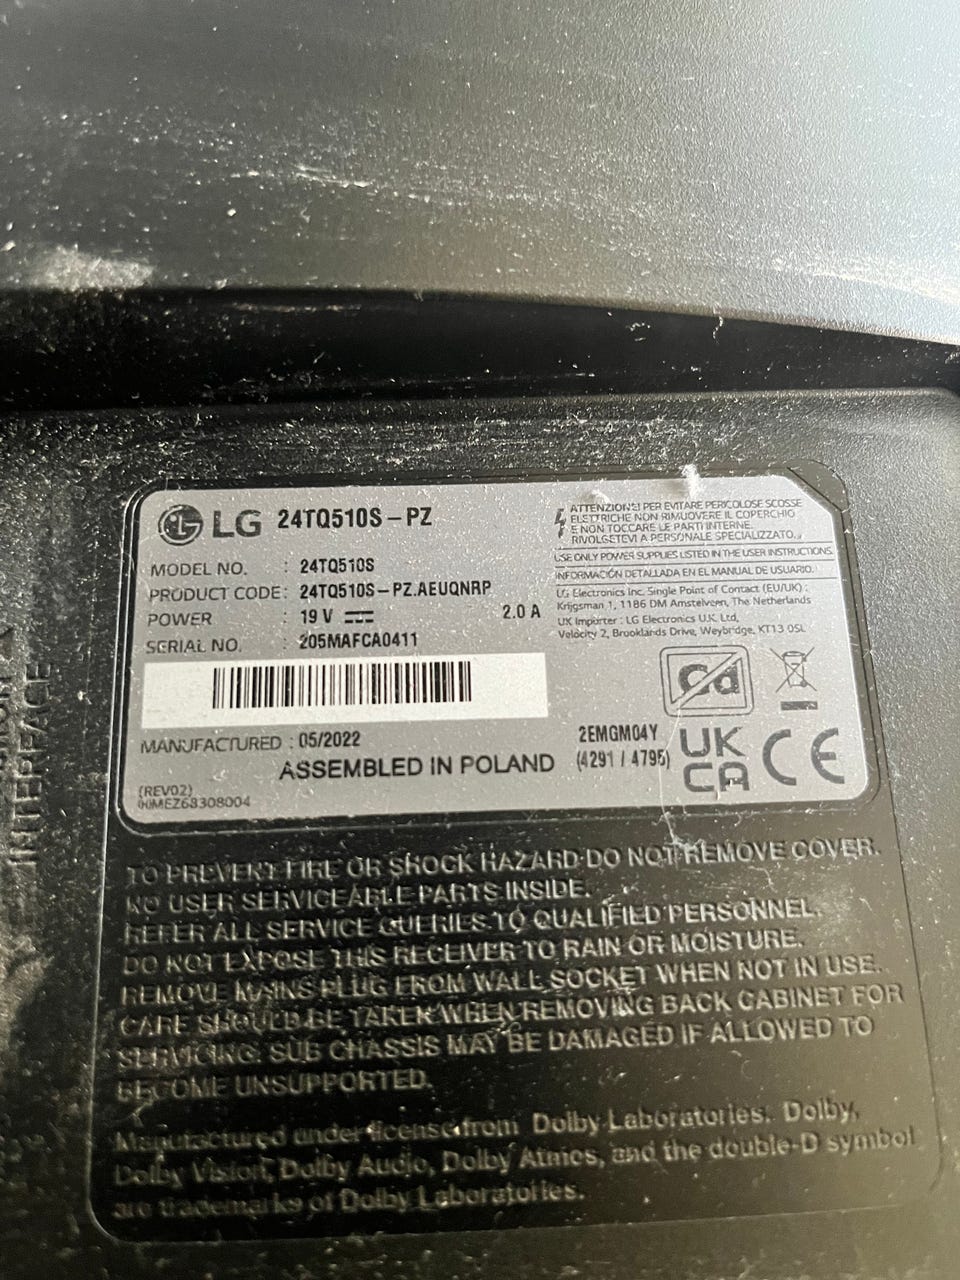 LG 24TQ510S-PZ
MODEL NO. : 24TQ510S
PRODUCT CODE : 24TQ510S-PZ.AEUQNRP
POWER : 19 V 2.0 A
SERIAL NO. : 205MAFCA0411
MANUFACTURED : 05/2022
ASSEMBLED IN POLAND
(REV02)
MEZ68308004
ATTENZIONE! PER EVITARE PERICOLOSE SCOSSE
ELETTRICHE NON RIMUOVERE IL COPERCHIO
E NON TOCCARE LE PARTI INTERNE.
RIVOLGETEVI A PERSONALE SPECIALIZZATO.
USE ONLY POWER SUPPLIES LISTED IN THE USER INSTRUCTIONS.
INFORMACIÓN DETALLADA EN EL MANUAL DE USUARIO.
LG Electronics Inc. Single Point of Contact (EU/UK) :
Krijgsman 1, 1186 DM Amstelveen, The Netherlands
UK Importer : LG Electronics U.K. Ltd,
Velocity 2, Brooklands Drive, Weybridge, KT13 0SL
Cd
2EMGM04Y
(4291 / 4795)
UK
CA
CE
INTERFACE
TO PREVENT FIRE OR SHOCK HAZARD DO NOT REMOVE COVER.
NO USER SERVICEABLE PARTS INSIDE.
REFER ALL SERVICE QUERIES TO QUALIFIED PERSONNEL.
DO NOT EXPOSE THIS RECEIVER TO RAIN OR MOISTURE.
REMOVE MAINS PLUG FROM WALL SOCKET WHEN NOT IN USE.
CARE SHOULD BE TAKEN WHEN REMOVING BACK CABINET FOR
SERVICING. SUB CHASSIS MAY BE DAMAGED IF ALLOWED TO
BECOME UNSUPPORTED.
Manufactured under license from Dolby Laboratories. Dolby,
Dolby Vision, Dolby Audio, Dolby Atmos, and the double-D symbol
are trademarks of Dolby Laboratories.